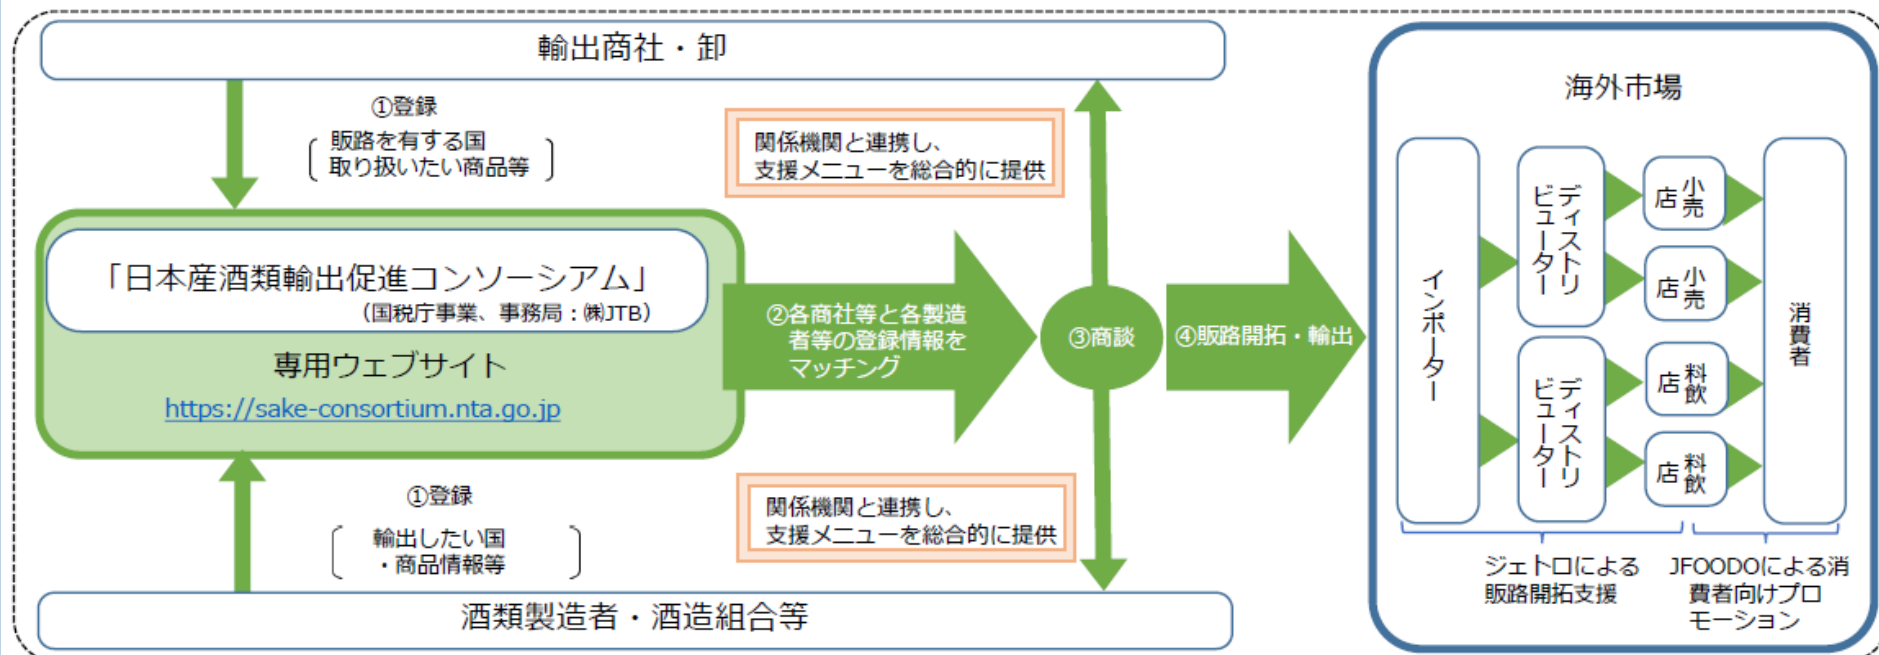 輸出商社・卸
①登録
販路を有する国
取り扱いたい商品等
関係機関と連携し、
支援メニューを総合的に提供
「日本産酒類輸出促進コンソーシアム」
（国税庁事業、事務局：㈱JTB）
専用ウェブサイト
https://sake-consortium.nta.go.jp
②各商社等と各製造
者等の登録情報を
マッチング
③商談
④販路開拓・輸出
①登録
輸出したい国
・商品情報等
関係機関と連携し、
支援メニューを総合的に提供
酒類製造者・酒造組合等
海外市場
インポーター
ディストリ
ビューター
ディストリ
ビューター
小売
店
小売
店
料飲
店
料飲
店
消費者
ジェトロによる
販路開拓支援
JFOODOによる消
費者向けプロ
モーション